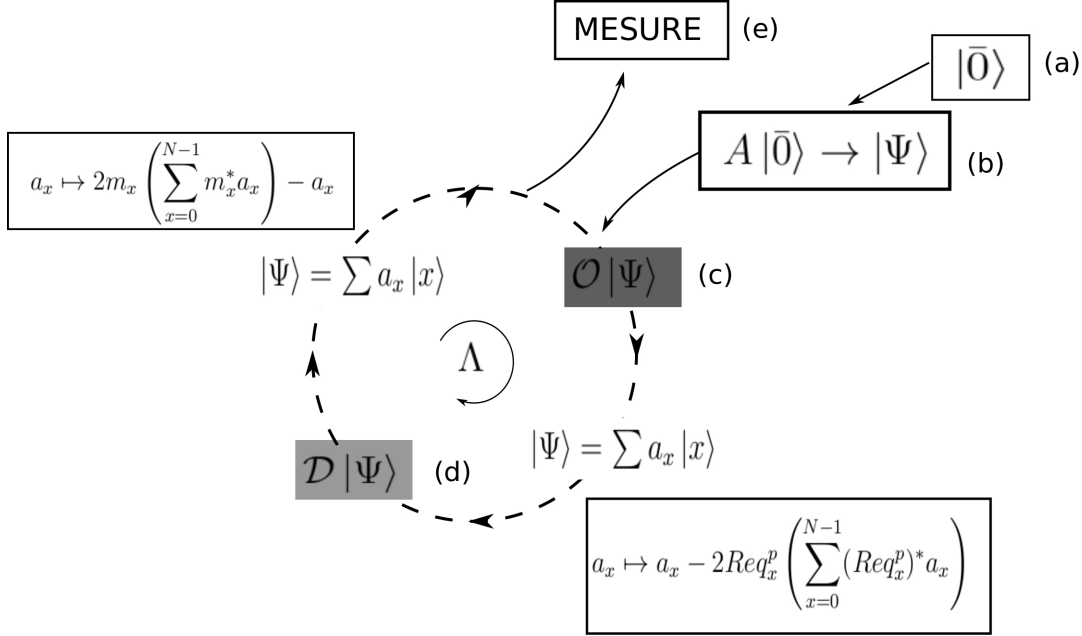 MESURE (e)
|0̄⟩ (a)
A |0̄⟩ → |Ψ⟩ (b)
a_x ↦ 2m_x ( ∑_{x=0}^{N−1} m_x^* a_x ) − a_x
|Ψ⟩ = ∑ a_x |x⟩
𝒪 |Ψ⟩ (c)
Λ
𝒟 |Ψ⟩ (d)
|Ψ⟩ = ∑ a_x |x⟩
a_x ↦ a_x − 2Req_x^p ( ∑_{x=0}^{N−1} (Req_x^p)^* a_x )